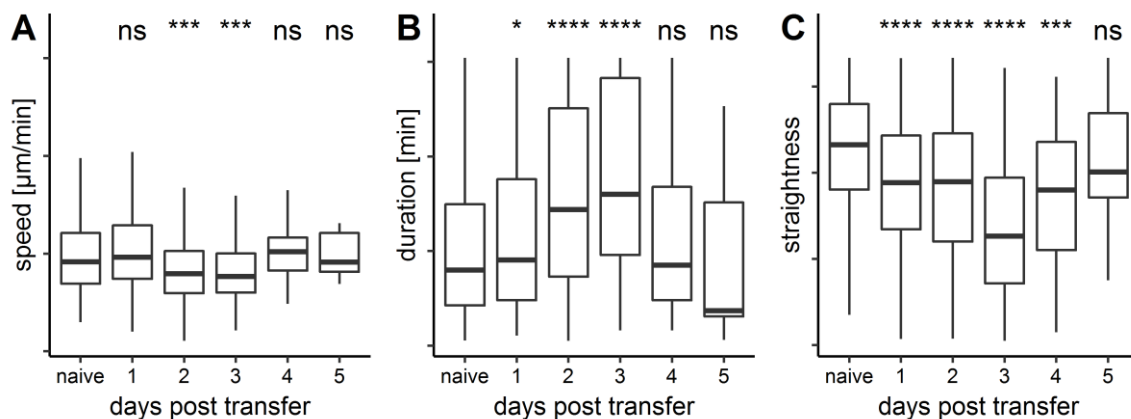 A
ns *** *** ns ns
speed [µm/min]
naive 1 2 3 4 5
days post transfer
B
* **** **** ns ns
duration [min]
naive 1 2 3 4 5
days post transfer
C
**** **** **** *** ns
straightness
naive 1 2 3 4 5
days post transfer